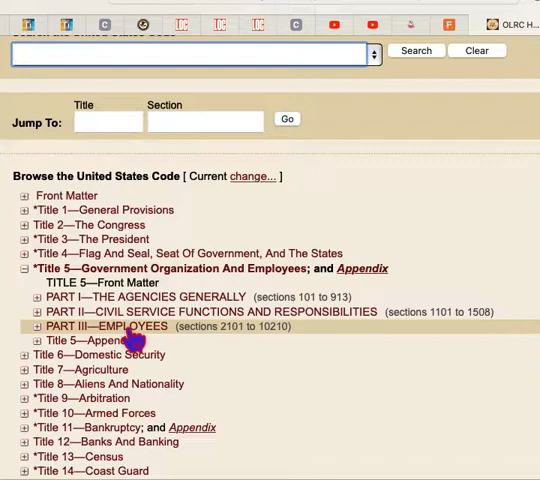 OLRC H...
Search the United States Code
Search Clear
Title Section
Jump To: Go
Browse the United States Code [ Current change... ]
Front Matter
*Title 1—General Provisions
Title 2—The Congress
*Title 3—The President
*Title 4—Flag And Seal, Seat Of Government, And The States
*Title 5—Government Organization And Employees; and Appendix
TITLE 5—Front Matter
PART I—THE AGENCIES GENERALLY (sections 101 to 913)
PART II—CIVIL SERVICE FUNCTIONS AND RESPONSIBILITIES (sections 1101 to 1508)
PART III—EMPLOYEES (sections 2101 to 10210)
Title 5—Appen
Title 6—Domestic Security
Title 7—Agriculture
Title 8—Aliens And Nationality
*Title 9—Arbitration
*Title 10—Armed Forces
*Title 11—Bankruptcy; and Appendix
Title 12—Banks And Banking
*Title 13—Census
*Title 14—Coast Guard